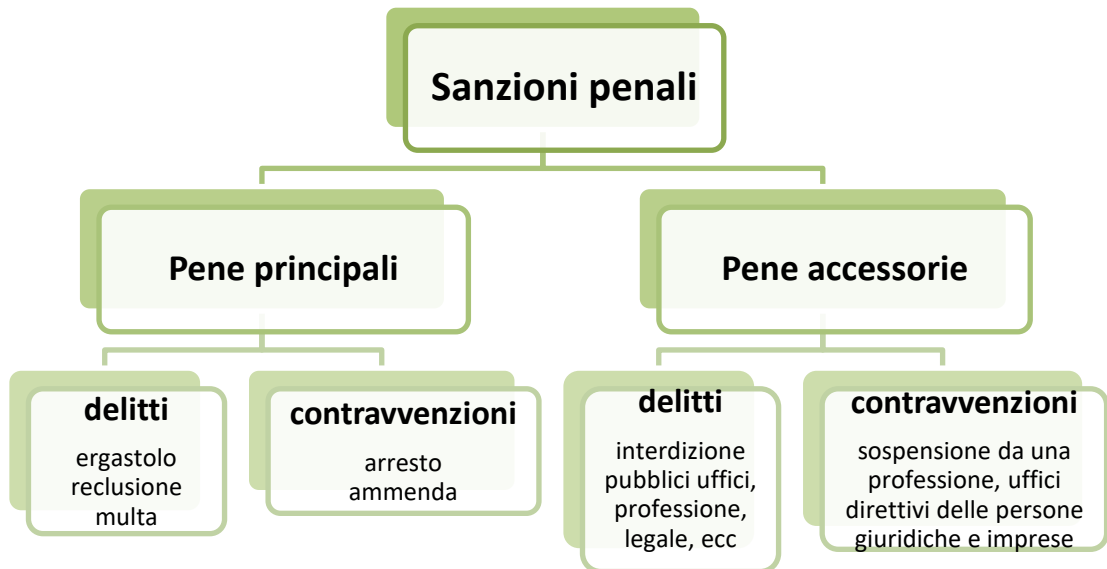 Sanzioni penali
Pene principali
Pene accessorie
delitti
ergastolo
reclusione
multa
contravvenzioni
arresto
ammenda
delitti
interdizione
pubblici uffici,
professione,
legale, ecc
contravvenzioni
sospensione da una
professione, uffici
direttivi delle persone
giuridiche e imprese